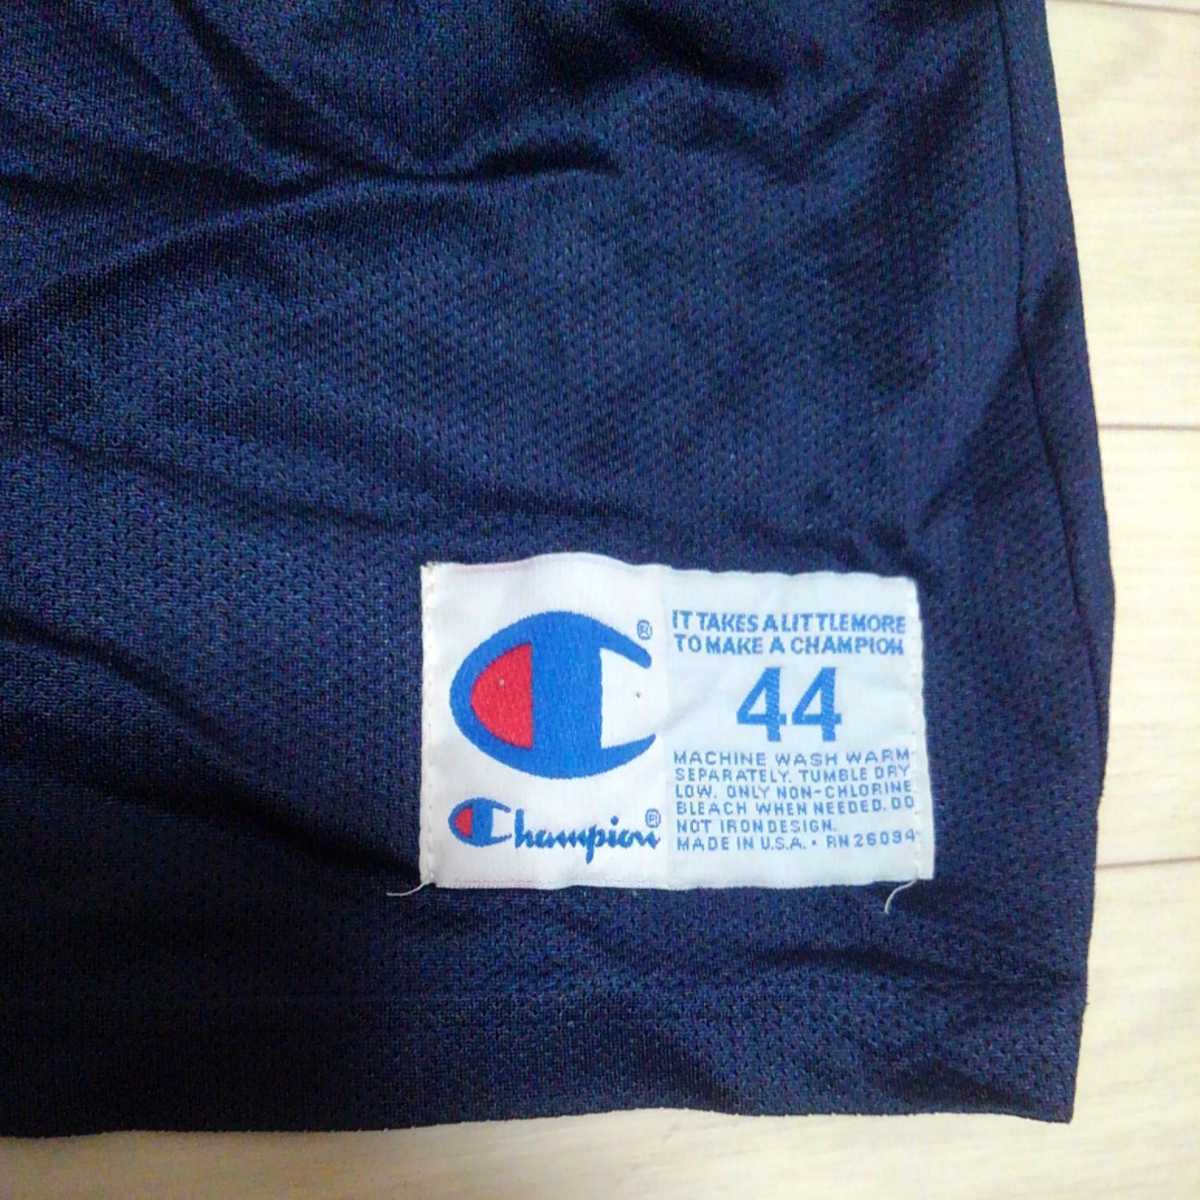 IT TAKES A LITTLE MORE
TO MAKE A CHAMPION
44
MACHINE WASH WARM
SEPARATELY. TUMBLE DRY
LOW. ONLY NON-CHLORINE
BLEACH WHEN NEEDED. DO
NOT IRON DESIGN.
MADE IN U.S.A. • RN 26094
®
Champion®